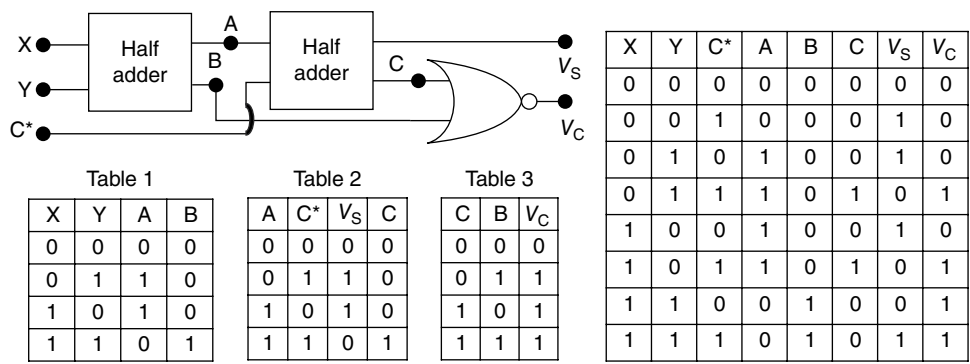 X
Y
C*
Half
adder
A
B
Half
adder
C
V_S
V_C
Table 1
X Y A B
0 0 0 0
0 1 1 0
1 0 1 0
1 1 0 1
Table 2
A C* V_S C
0 0 0 0
0 1 1 0
1 0 1 0
1 1 0 1
Table 3
C B V_C
0 0 0
0 1 1
1 0 1
1 1 1
X Y C* A B C V_S V_C
0 0 0 0 0 0 0 0
0 0 1 0 0 0 1 0
0 1 0 1 0 0 1 0
0 1 1 1 0 1 0 1
1 0 0 1 0 0 1 0
1 0 1 1 0 1 0 1
1 1 0 0 1 0 0 1
1 1 1 0 1 0 1 1